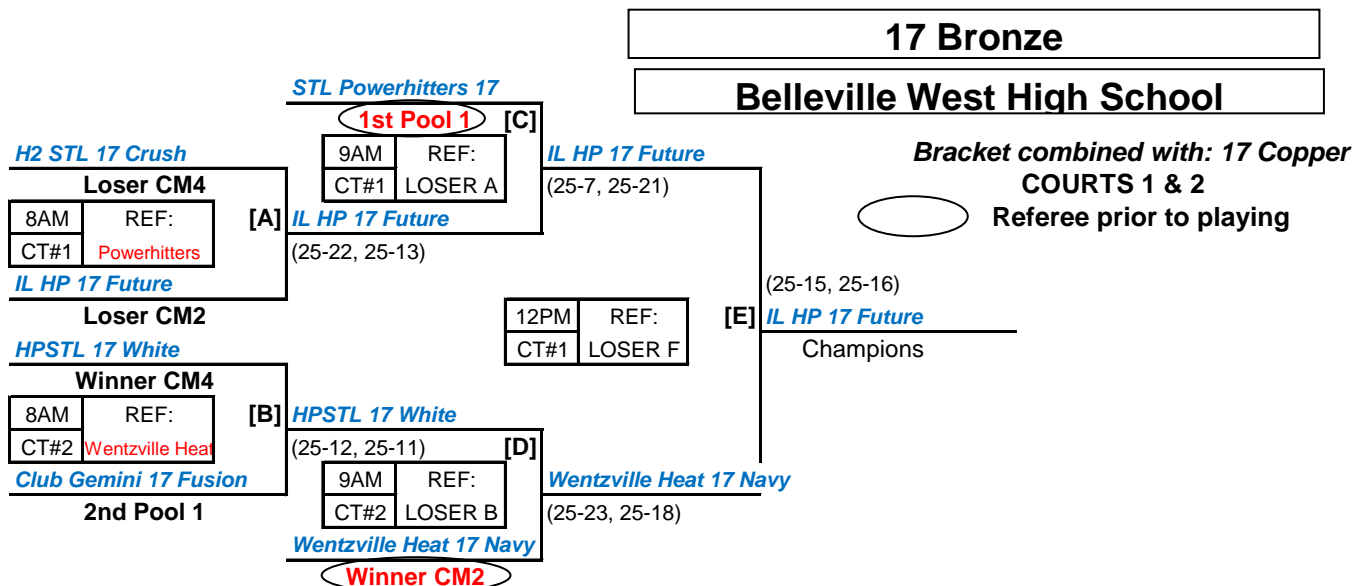 17 Bronze
Belleville West High School
STL Powerhitters 17
1st Pool 1 [C]
H2 STL 17 Crush
9AM REF:
IL HP 17 Future
Bracket combined with: 17 Copper
Loser CM4
CT#1 LOSER A
(25-7, 25-21)
COURTS 1 & 2
8AM REF:
[A] IL HP 17 Future
Referee prior to playing
CT#1 Powerhitters
(25-22, 25-13)
IL HP 17 Future
(25-15, 25-16)
Loser CM2
12PM REF:
[E] IL HP 17 Future
HPSTL 17 White
CT#1 LOSER F
Champions
Winner CM4
8AM REF:
[B] HPSTL 17 White
CT#2 Wentzville Heat
(25-12, 25-11) [D]
Club Gemini 17 Fusion
9AM REF:
Wentzville Heat 17 Navy
2nd Pool 1
CT#2 LOSER B
(25-23, 25-18)
Wentzville Heat 17 Navy
Winner CM2